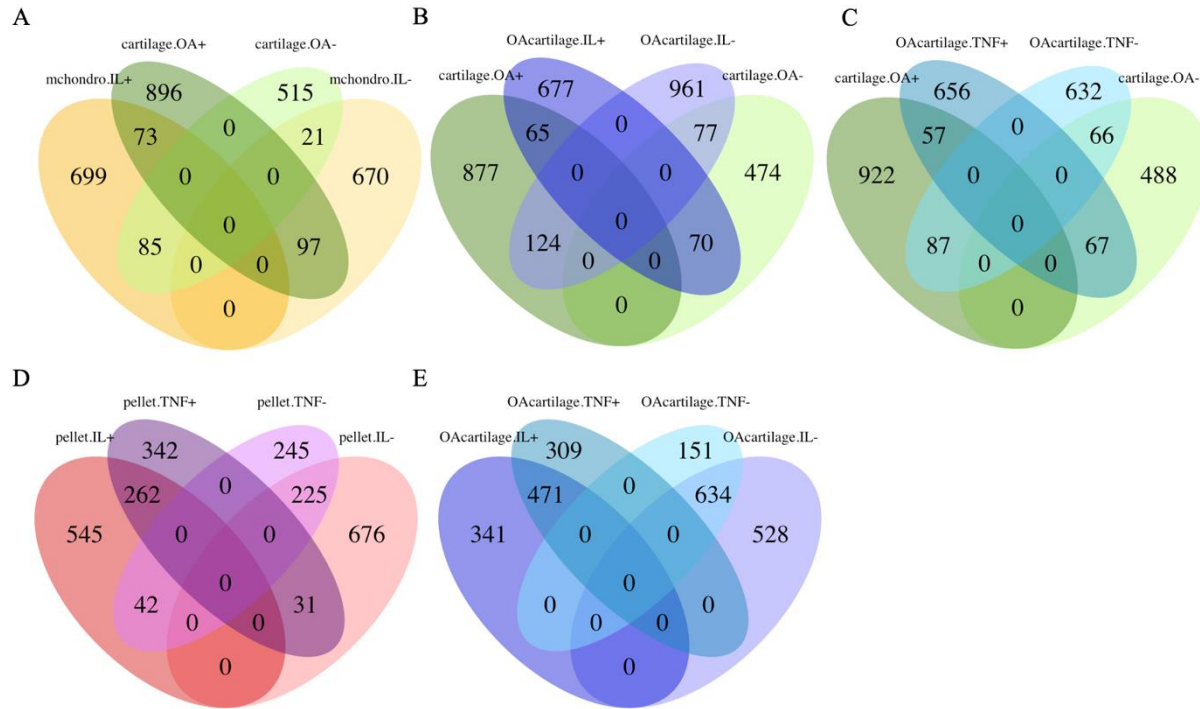 A
cartilage.OA+ cartilage.OA-
mchondro.IL+ mchondro.IL-
896 515
0
73 21
699 0 0 670
0
85 97
0 0
0
B
OAcartilage.IL+ OAcartilage.IL-
cartilage.OA+ cartilage.OA-
677 961
0
65 77
877 0 0 474
0
124 70
0 0
0
C
OAcartilage.TNF+ OAcartilage.TNF-
cartilage.OA+ cartilage.OA-
656 632
0
57 66
922 0 0 488
0
87 67
0 0
0
D
pellet.TNF+ pellet.TNF-
pellet.IL+ pellet.IL-
342 245
0
262 225
545 0 0 676
0
42 31
0 0
0
E
OAcartilage.TNF+ OAcartilage.TNF-
OAcartilage.IL+ OAcartilage.IL-
309 151
0
471 634
341 0 0 528
0
0 0
0 0
0